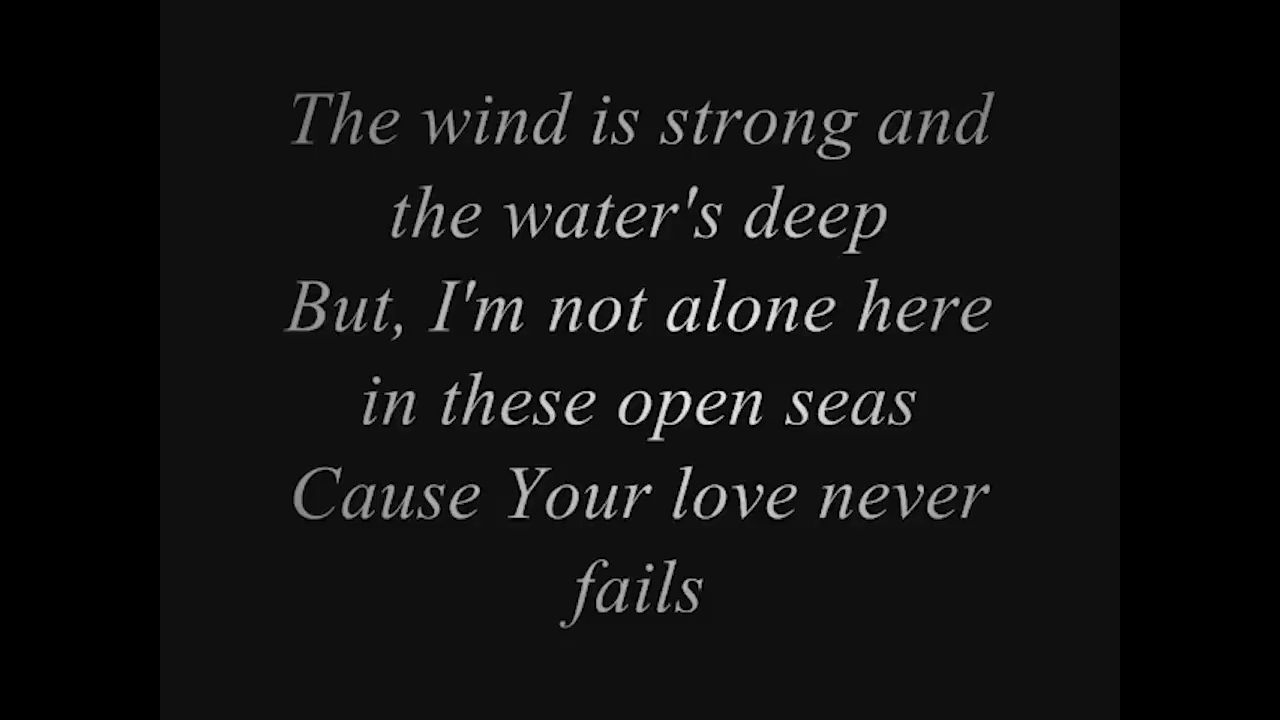 The wind is strong and
the water's deep
But, I'm not alone here
in these open seas
Cause Your love never
fails